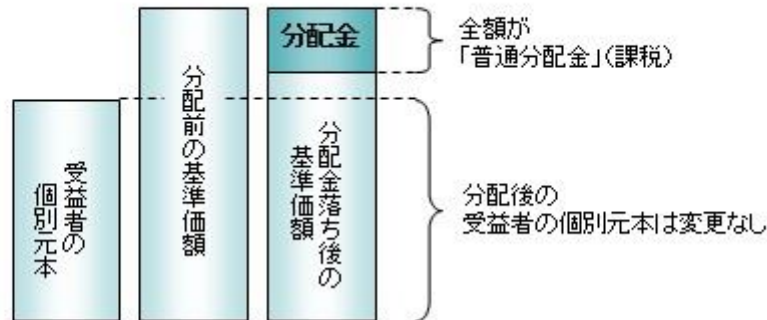 受益者の
個別元本
分配前の基準価額
分配金
分配金落ち後の
基準価額
全額が
「普通分配金」(課税)
分配後の
受益者の個別元本は変更なし